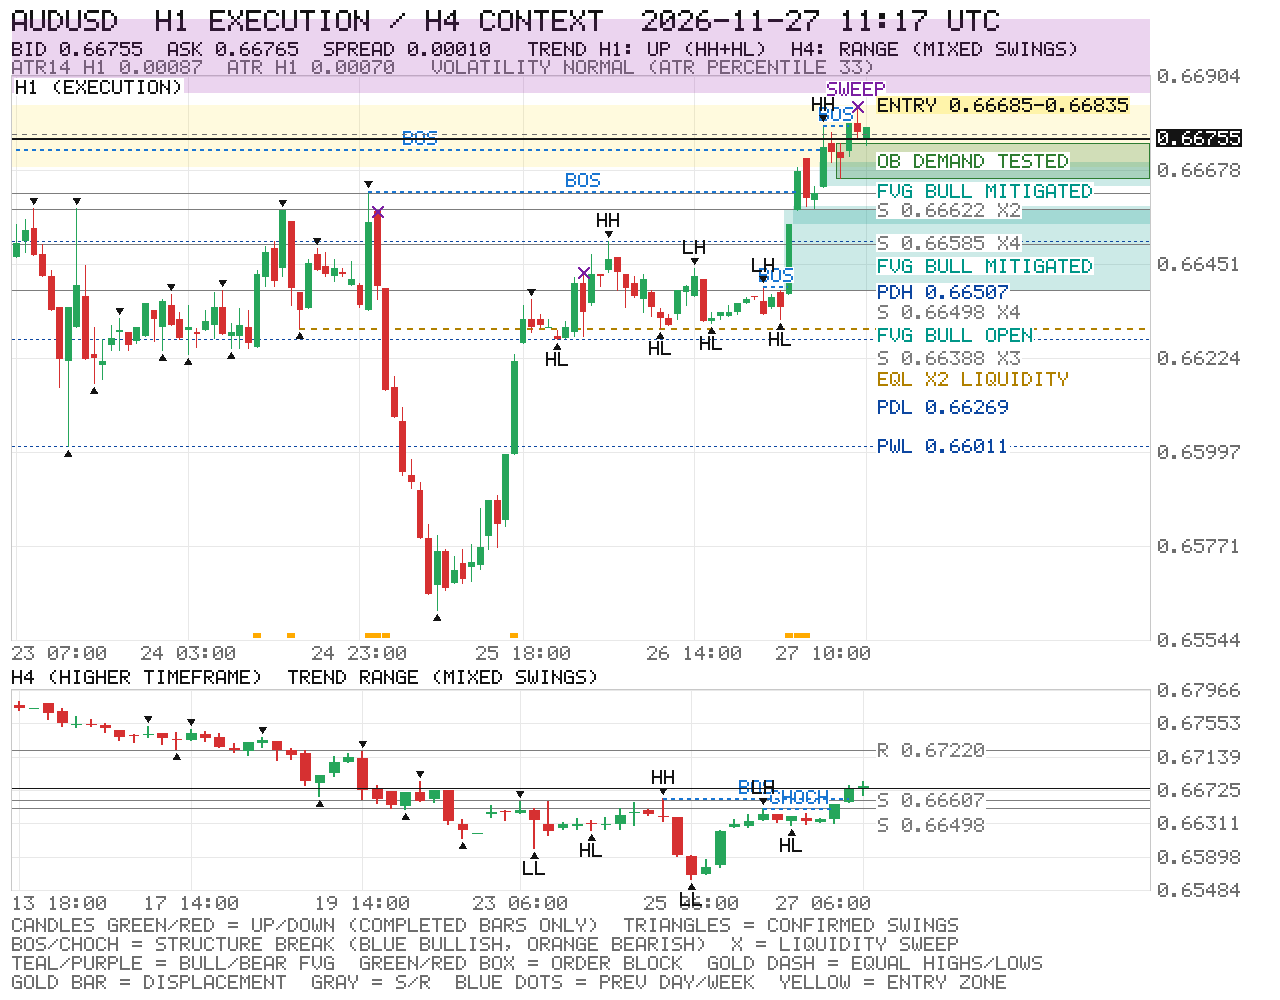 AUDUSD  H1 EXECUTION / H4 CONTEXT  2026-11-27 11:17 UTC
BID 0.66755  ASK 0.66765  SPREAD 0.00010   TREND H1: UP (HH+HL)  H4: RANGE (MIXED SWINGS)
ATR14 H1 0.00087  ATR H1 0.00070   VOLATILITY NORMAL (ATR PERCENTILE 33)
0.66904
H1 (EXECUTION)
SWEEP
HH
ENTRY 0.66685-0.66835
BOS
BOS
0.66755
OB DEMAND TESTED
0.66678
BOS
FVG BULL MITIGATED
S 0.66622 X2
HH
LH
S 0.66585 X4
LH
FVG BULL MITIGATED
0.66451
BOS
PDH 0.66507
S 0.66498 X4
FVG BULL OPEN
HL
HL
HL
HL
S 0.66388 X3
0.66224
EQL X2 LIQUIDITY
PDL 0.66269
PWL 0.66011
0.65997
0.65771
0.65544
23 07:00  24 03:00  24 23:00  25 18:00  26 14:00  27 10:00
H4 (HIGHER TIMEFRAME)  TREND RANGE (MIXED SWINGS)
0.67966
0.67553
R 0.67220
0.67139
HH
LH
0.66725
CHOCH
S 0.66607
0.66311
S 0.66498
HL
HL
0.65898
LL
0.65484
LL
13 18:00  17 14:00  19 14:00  23 06:00  25 06:00  27 06:00
CANDLES GREEN/RED = UP/DOWN (COMPLETED BARS ONLY)  TRIANGLES = CONFIRMED SWINGS
BOS/CHOCH = STRUCTURE BREAK (BLUE BULLISH, ORANGE BEARISH)  X = LIQUIDITY SWEEP
TEAL/PURPLE = BULL/BEAR FVG  GREEN/RED BOX = ORDER BLOCK  GOLD DASH = EQUAL HIGHS/LOWS
GOLD BAR = DISPLACEMENT  GRAY = S/R  BLUE DOTS = PREV DAY/WEEK  YELLOW = ENTRY ZONE